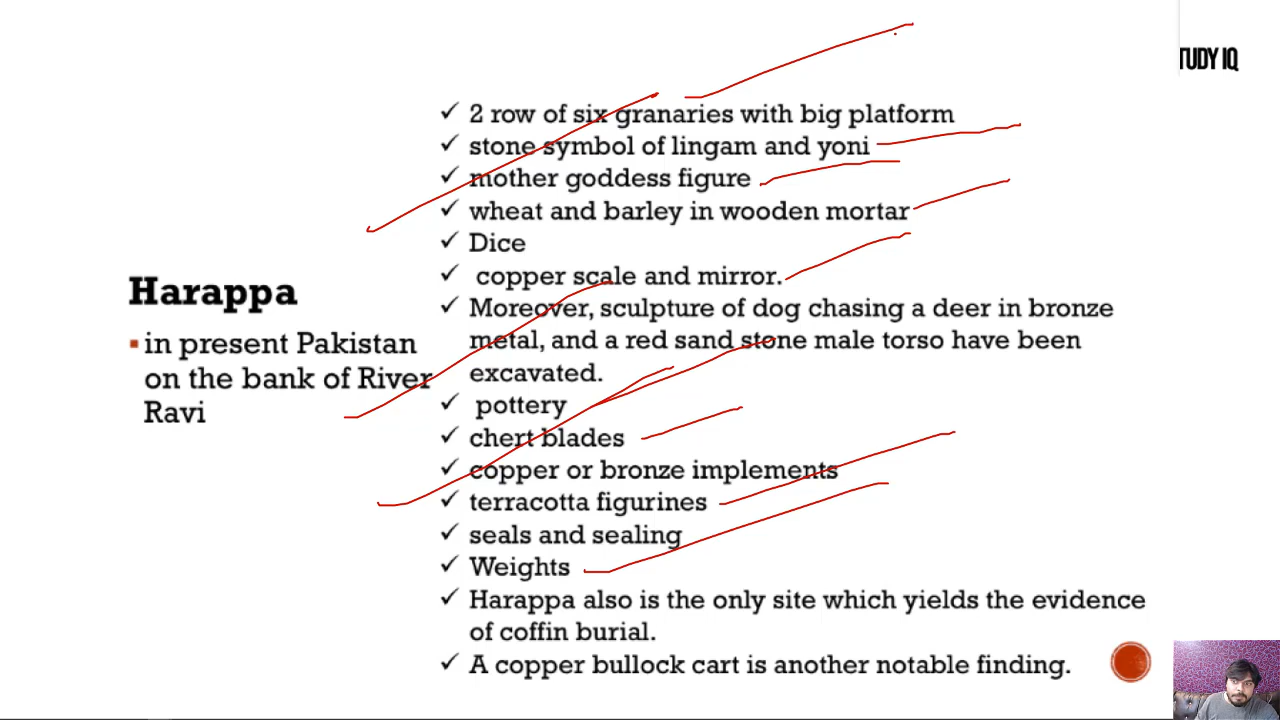 TUDY IQ
2 row of six granaries with big platform
stone symbol of lingam and yoni
mother goddess figure
wheat and barley in wooden mortar
Dice
copper scale and mirror.
Harappa
Moreover, sculpture of dog chasing a deer in bronze
metal, and a red sand stone male torso have been
excavated.
in present Pakistan
on the bank of River
Ravi
pottery
chert blades
copper or bronze implements
terracotta figurines
seals and sealing
Weights
Harappa also is the only site which yields the evidence
of coffin burial.
A copper bullock cart is another notable finding.